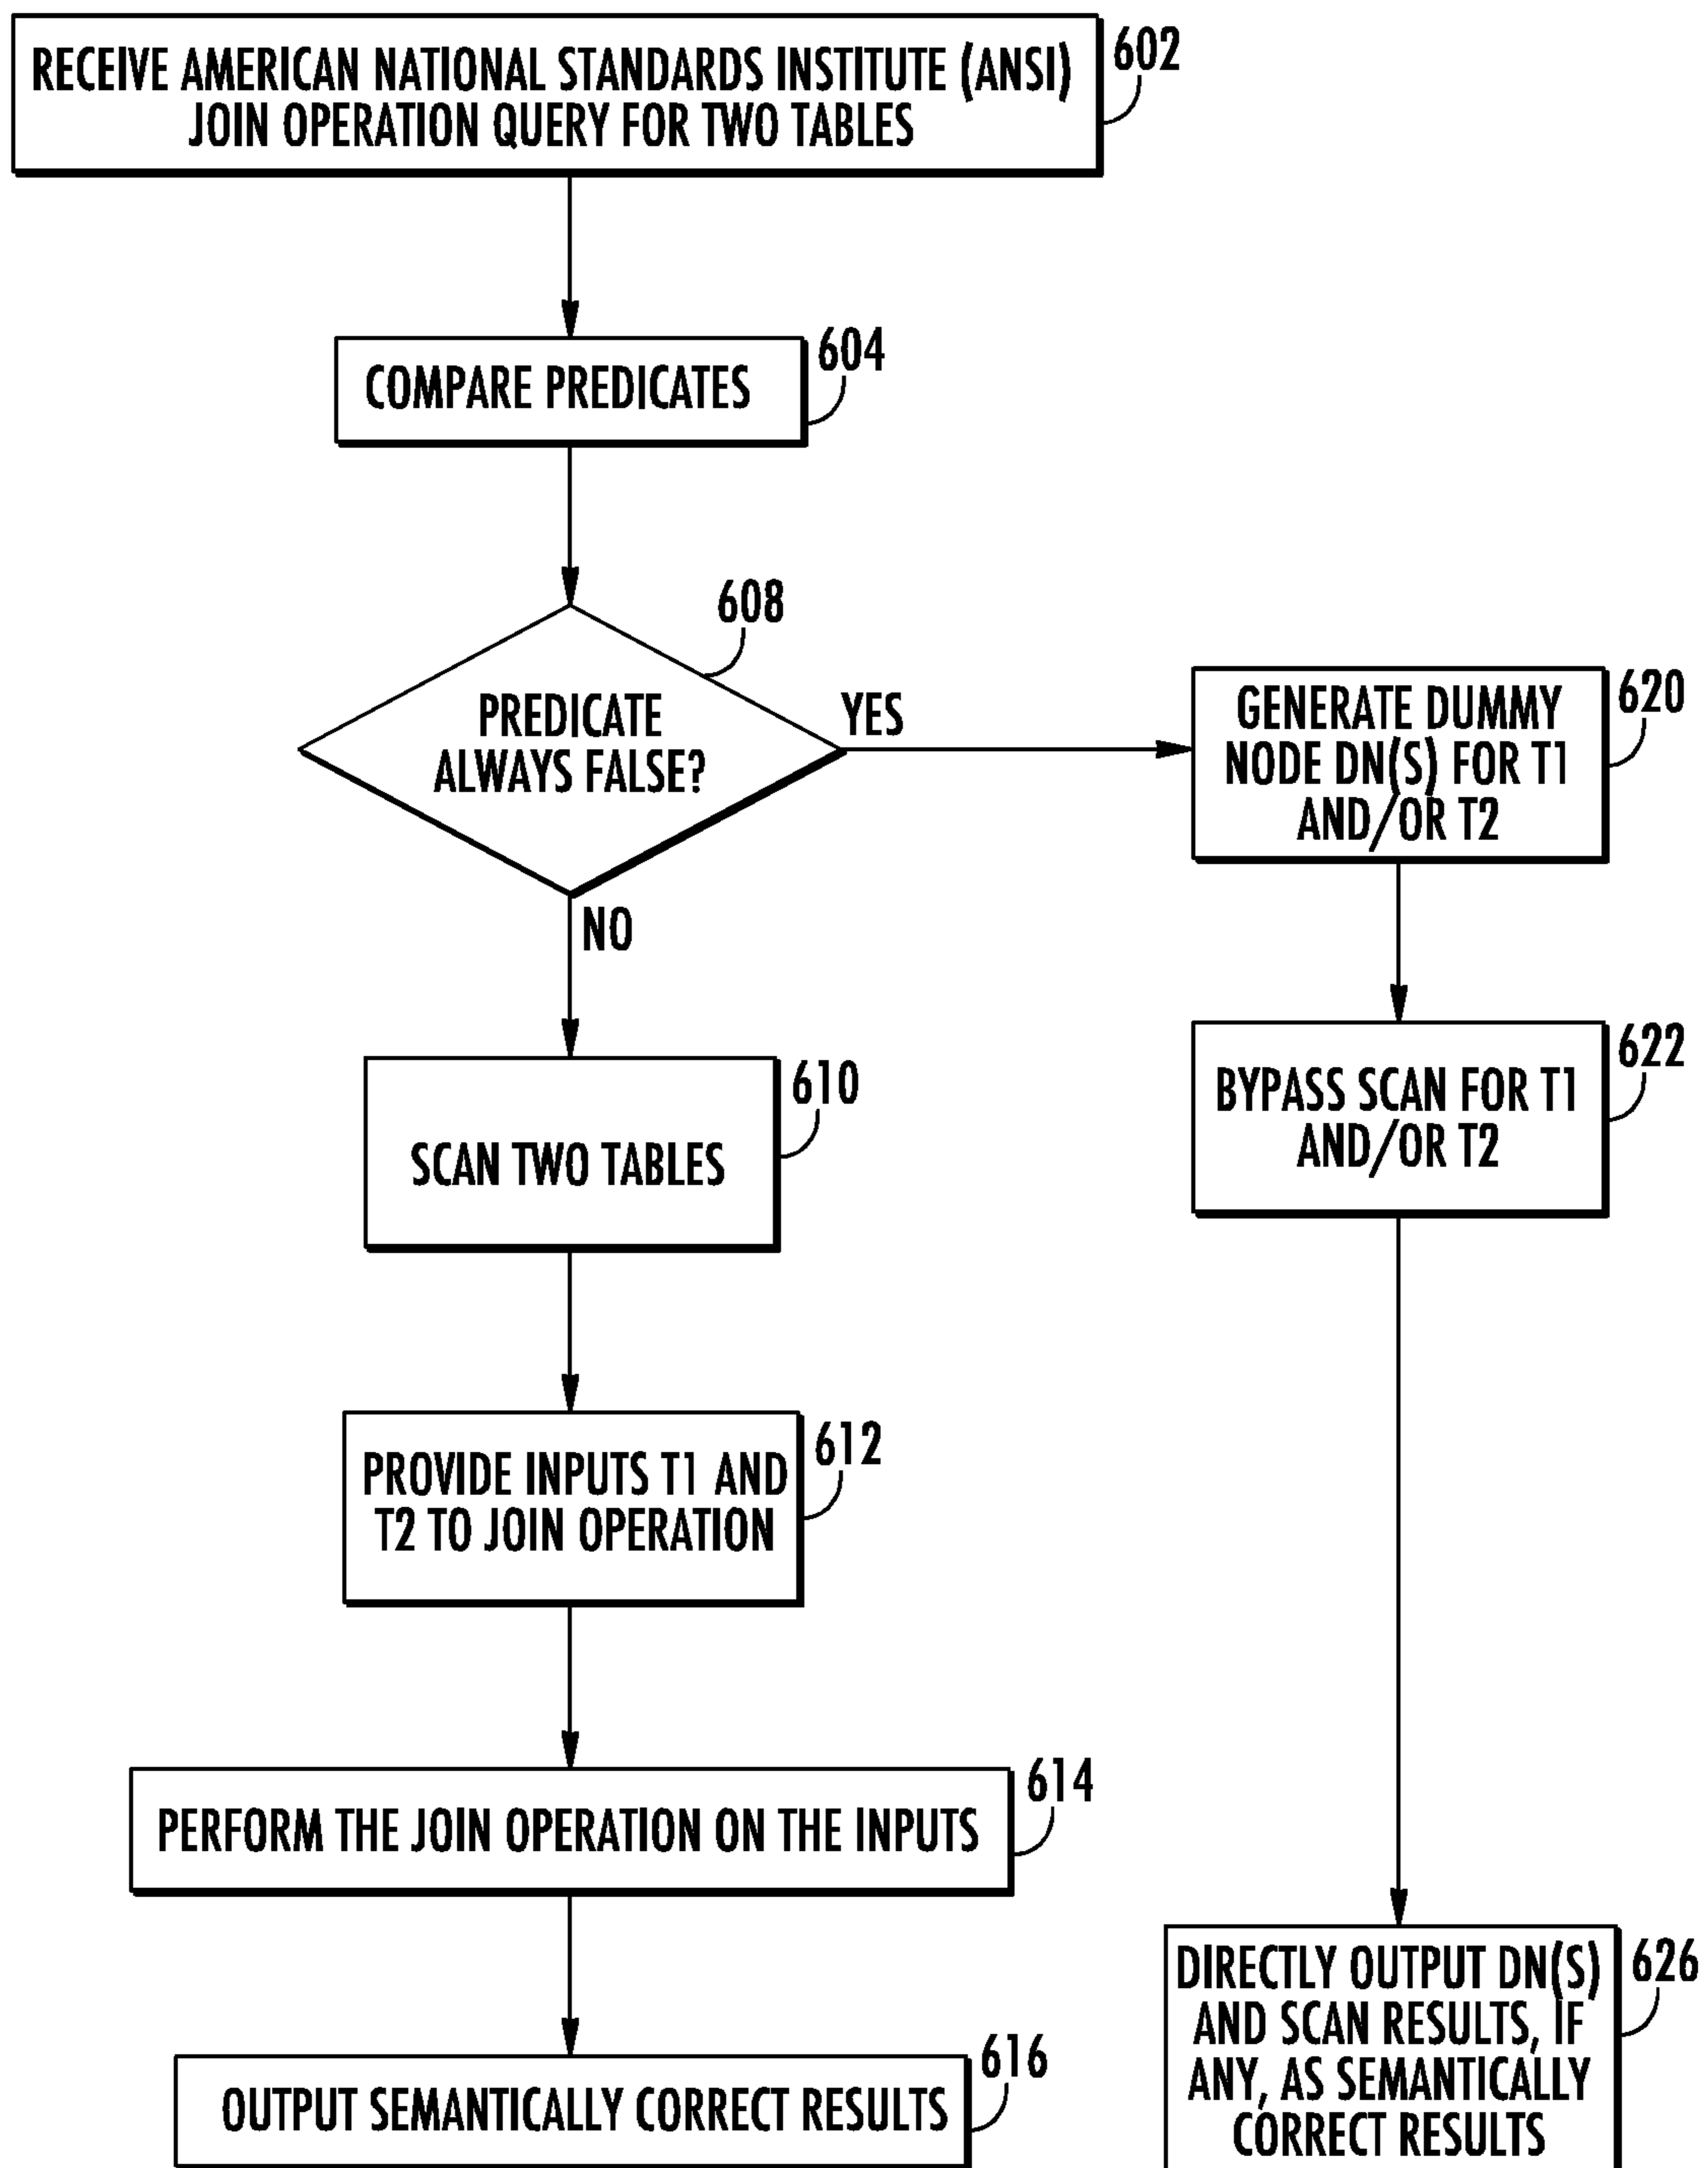 RECEIVE AMERICAN NATIONAL STANDARDS INSTITUTE (ANSI)
JOIN OPERATION QUERY FOR TWO TABLES
602
COMPARE PREDICATES
604
608
PREDICATE
ALWAYS FALSE?
YES
NO
GENERATE DUMMY
NODE DN(S) FOR T1
AND/OR T2
620
BYPASS SCAN FOR T1
AND/OR T2
622
SCAN TWO TABLES
610
PROVIDE INPUTS T1 AND
T2 TO JOIN OPERATION
612
PERFORM THE JOIN OPERATION ON THE INPUTS
614
OUTPUT SEMANTICALLY CORRECT RESULTS
616
DIRECTLY OUTPUT DN(S)
AND SCAN RESULTS, IF
ANY, AS SEMANTICALLY
CORRECT RESULTS
626